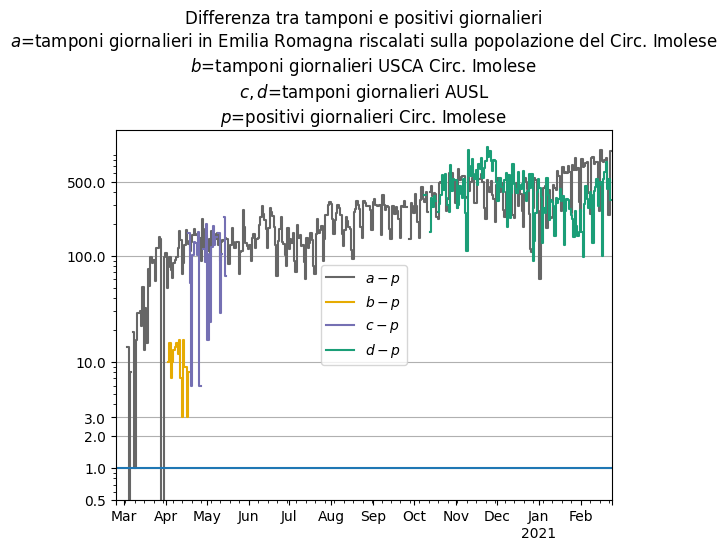 Differenza tra tamponi e positivi giornalieri
a=tamponi giornalieri in Emilia Romagna riscalati sulla popolazione del Circ. Imolese
b=tamponi giornalieri USCA Circ. Imolese
c, d=tamponi giornalieri AUSL
p=positivi giornalieri Circ. Imolese
500.0
100.0
10.0
3.0
2.0
1.0
0.5
a − p
b − p
c − p
d − p
Mar Apr May Jun Jul Aug Sep Oct Nov Dec Jan Feb
2021